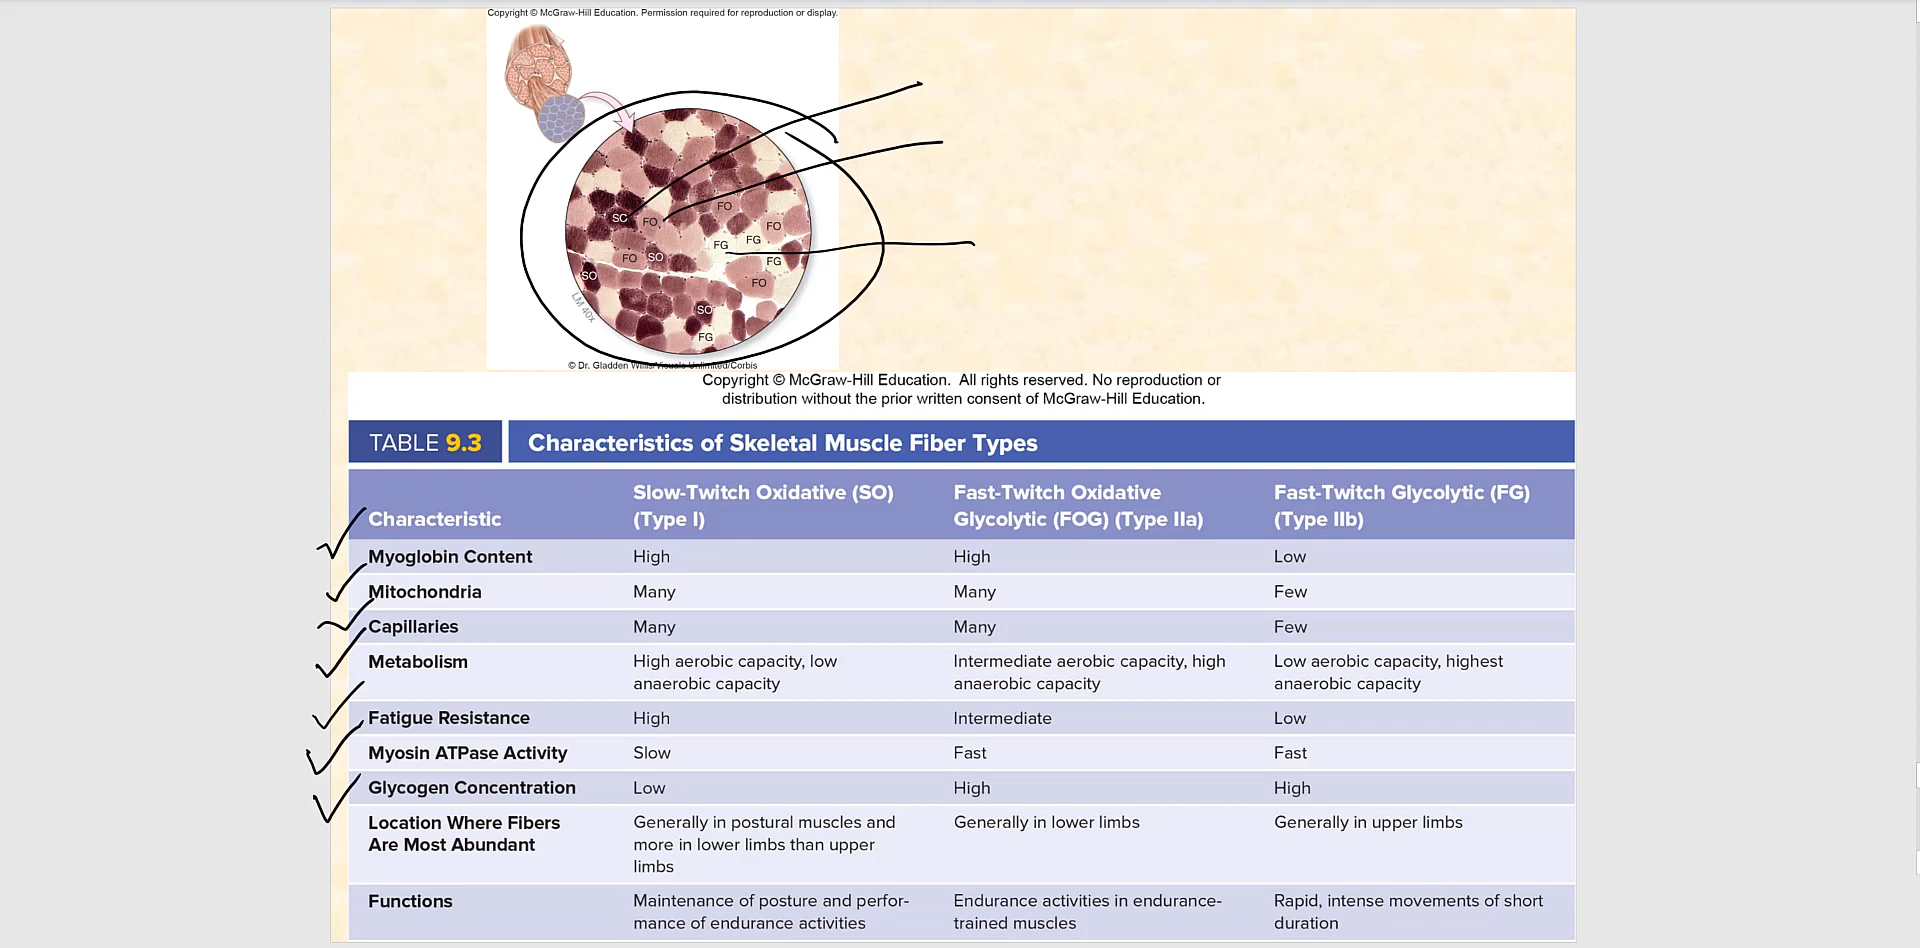 Copyright © McGraw-Hill Education. Permission required for reproduction or display.
SC
FO
FO
FO
FG
FG
FO
SO
FG
SO
FO
SO
FG
LM 40x
© Dr. Gladden Willis/Visuals Unlimited/Corbis
Copyright © McGraw-Hill Education. All rights reserved. No reproduction or
distribution without the prior written consent of McGraw-Hill Education.
TABLE 9.3 Characteristics of Skeletal Muscle Fiber Types
Characteristic
Slow-Twitch Oxidative (SO)
(Type I)
Fast-Twitch Oxidative
Glycolytic (FOG) (Type IIa)
Fast-Twitch Glycolytic (FG)
(Type IIb)
Myoglobin Content High High Low
Mitochondria Many Many Few
Capillaries Many Many Few
Metabolism
High aerobic capacity, low
anaerobic capacity
Intermediate aerobic capacity, high
anaerobic capacity
Low aerobic capacity, highest
anaerobic capacity
Fatigue Resistance High Intermediate Low
Myosin ATPase Activity Slow Fast Fast
Glycogen Concentration Low High High
Location Where Fibers
Are Most Abundant
Generally in postural muscles and
more in lower limbs than upper
limbs
Generally in lower limbs
Generally in upper limbs
Functions
Maintenance of posture and perfor-
mance of endurance activities
Endurance activities in endurance-
trained muscles
Rapid, intense movements of short
duration